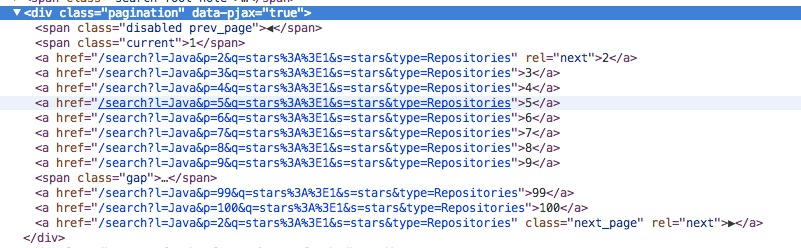 ▼<div class="pagination" data-pjax="true">
<span class="disabled prev_page">◀</span>
<span class="current">1</span>
<a href="/search?l=Java&p=2&q=stars%3A%3E1&s=stars&type=Repositories" rel="next">2</a>
<a href="/search?l=Java&p=3&q=stars%3A%3E1&s=stars&type=Repositories">3</a>
<a href="/search?l=Java&p=4&q=stars%3A%3E1&s=stars&type=Repositories">4</a>
<a href="/search?l=Java&p=5&q=stars%3A%3E1&s=stars&type=Repositories">5</a>
<a href="/search?l=Java&p=6&q=stars%3A%3E1&s=stars&type=Repositories">6</a>
<a href="/search?l=Java&p=7&q=stars%3A%3E1&s=stars&type=Repositories">7</a>
<a href="/search?l=Java&p=8&q=stars%3A%3E1&s=stars&type=Repositories">8</a>
<a href="/search?l=Java&p=9&q=stars%3A%3E1&s=stars&type=Repositories">9</a>
<span class="gap">…</span>
<a href="/search?l=Java&p=99&q=stars%3A%3E1&s=stars&type=Repositories">99</a>
<a href="/search?l=Java&p=100&q=stars%3A%3E1&s=stars&type=Repositories">100</a>
<a href="/search?l=Java&p=2&q=stars%3A%3E1&s=stars&type=Repositories" class="next_page" rel="next">▶</a>
</div>